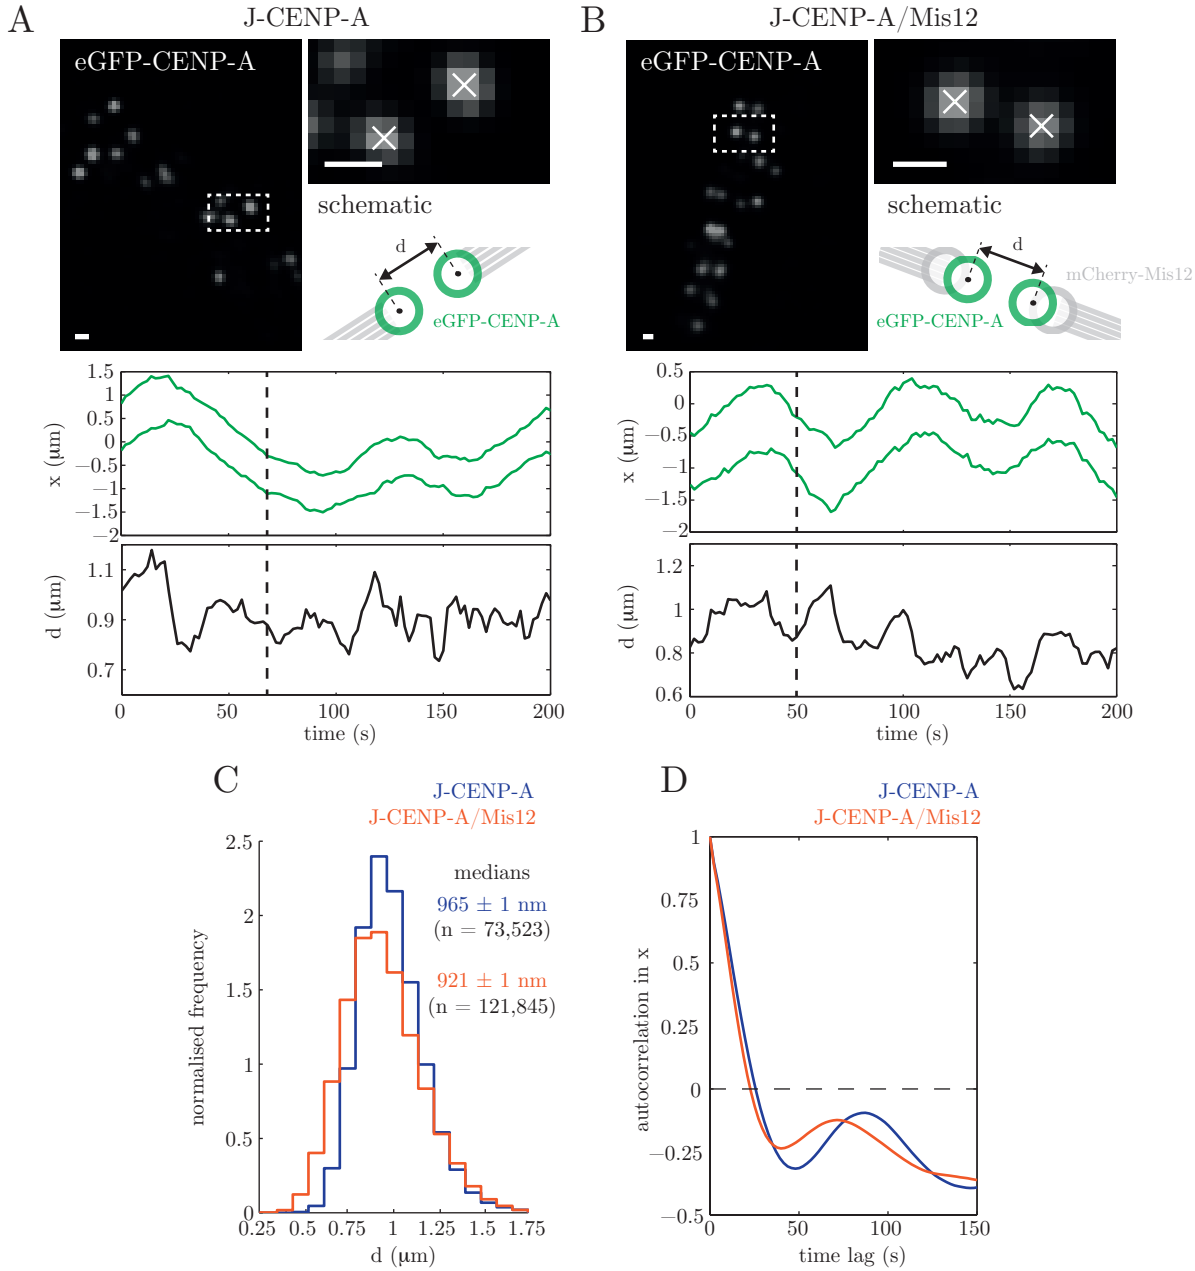 A
J-CENP-A
eGFP-CENP-A
schematic
d
eGFP-CENP-A
1.5
1
0.5
0
−0.5
−1
−1.5
−2
x (µm)
1.1
0.9
0.7
d (µm)
0
50
100
150
200
time (s)
B
J-CENP-A/Mis12
eGFP-CENP-A
schematic
d
mCherry-Mis12
eGFP-CENP-A
0.5
0
−0.5
−1
−1.5
−2
x (µm)
1.2
1
0.8
0.6
d (µm)
0
50
100
150
200
time (s)
C
J-CENP-A
J-CENP-A/Mis12
medians
965 ± 1 nm
(n = 73,523)
921 ± 1 nm
(n = 121,845)
2.5
2
1.5
1
0.5
0
normalised frequency
0.25
0.75
1
1.25
1.5
1.75
d (µm)
D
J-CENP-A
J-CENP-A/Mis12
1
0.75
0.5
0.25
0
−0.25
−0.5
autocorrelation in x
0
50
100
150
time lag (s)